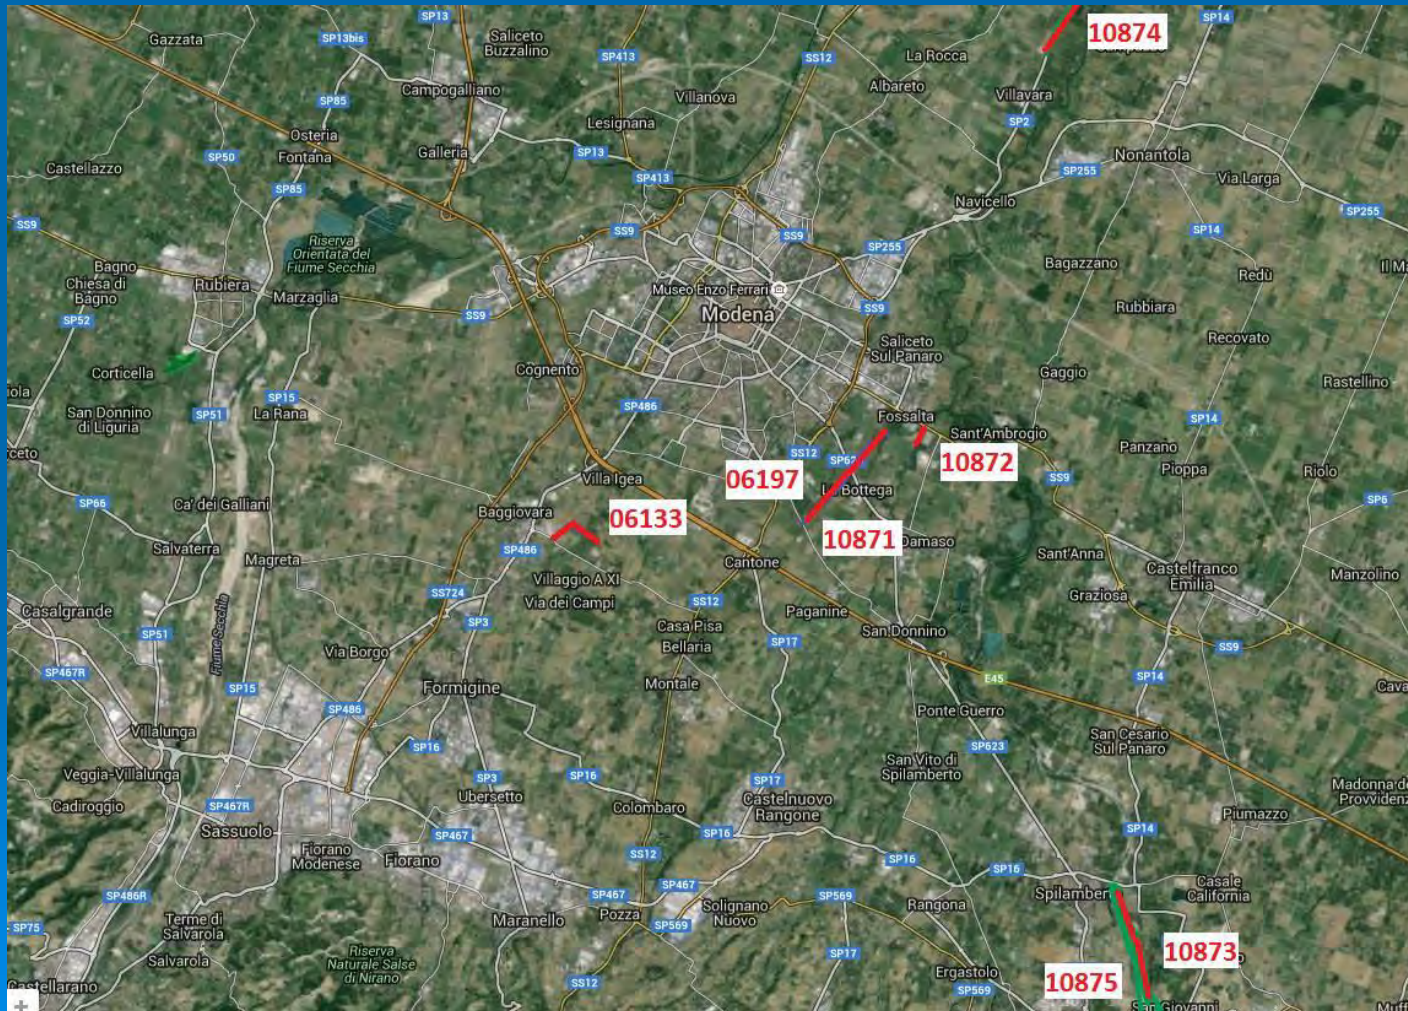 SP13
SP14
10874
Gazzata
SP13bis
Saliceto
Buzzalino
SP413
SS12
La Rocca
Campogalliano
Villanova
Albareto
Villavara
SP85
SP2
Osteria
Lesignana
Fontana
Galleria
SP13
Nonantola
Castellazzo
SP50
SP85
SP413
SP255
Via Larga
Navicello
SS9
SS9
SS9
SP255
SP14
SP255
Riserva
Orientata del
Fiume Secchia
Bagno
Chiesa di
Bagno
Rubiera
Marzaglia
Museo Enzo Ferrari
Bagazzano
Redù
SP52
SS9
Modena
SS9
Rubbiara
Recovato
Saliceto
Sul Panaro
Corticella
Cognento
Gaggio
Rastellino
San Donnino
di Liguria
SP51
SP15
La Rana
SP486
Fossalta
Sant'Ambrogio
SP14
Panzano
SS12
10872
Pioppa
Riolo
Villa Igea
06197
La Bottega
SS9
SP6
SP66
Ca' dei Galliani
Baggiovara
06133
10871
Damaso
Salvaterra
Magreta
SP486
Cantone
Sant'Anna
Castelfranco
Emilia
Manzolino
Villaggio A XI
Via dei Campi
SS724
SS12
Paganine
Graziosa
Casalgrande
SP51
Fiume Secchia
SP3
Casa Pisa
Bellaria
SP17
San Donnino
SS9
Via Borgo
SP467R
SP15
Formigine
Montale
E45
SP14
SP486
Ponte Guerro
Villalunga
SP16
SP623
San Cesario
Sul Panaro
Veggia-Villalunga
SP3
SP16
SP17
San Vito di
Spilamberto
Cadiroggio
SP467R
Ubersetto
Colombaro
Castelnuovo
Rangone
Piumazzo
Sassuolo
SP467
SP16
SP14
Fiorano
Modenese
Fiorano
SS12
SP16
SP16
SP486R
SP467
SP467
SP569
Rangona
Casale
California
SP75
Terme di
Salvarola
Maranello
Pozza
SP569
Solignano
Nuovo
Salvarola
Riserva
Naturale Salse
di Nirano
SP17
10873
SS12
Ergastolo
SP569
10875
San Giovanni